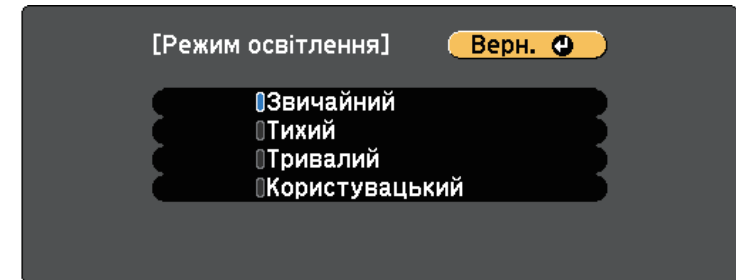 [Режим освітлення] Верн.
Звичайний
Тихий
Тривалий
Користувацький